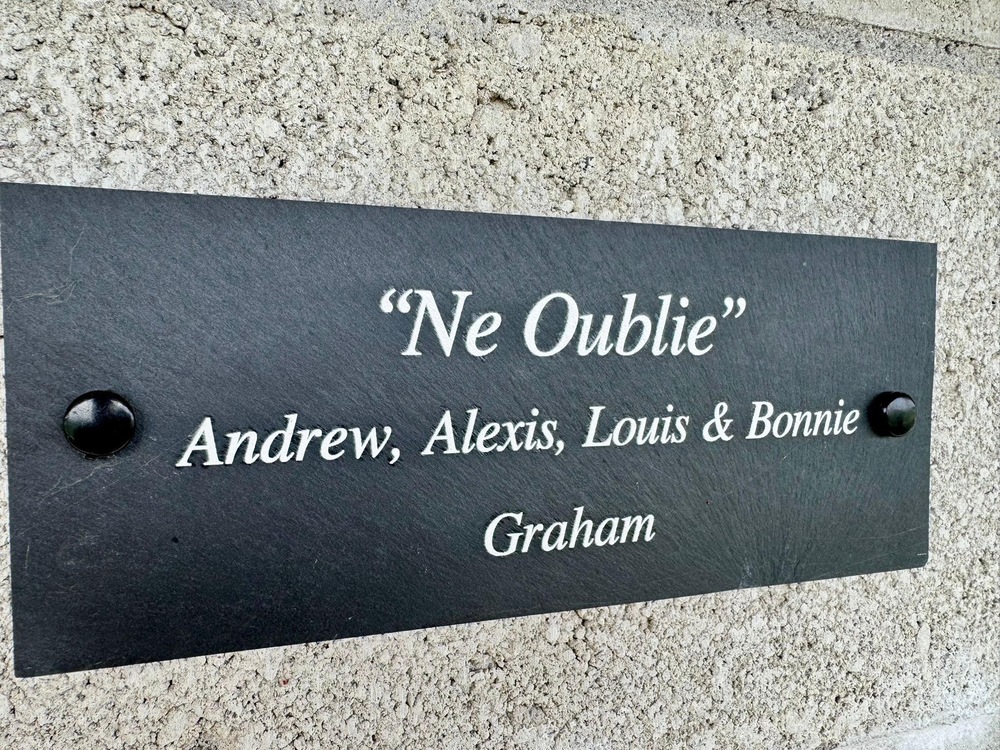 “Ne Oublie”
Andrew, Alexis, Louis & Bonnie
Graham